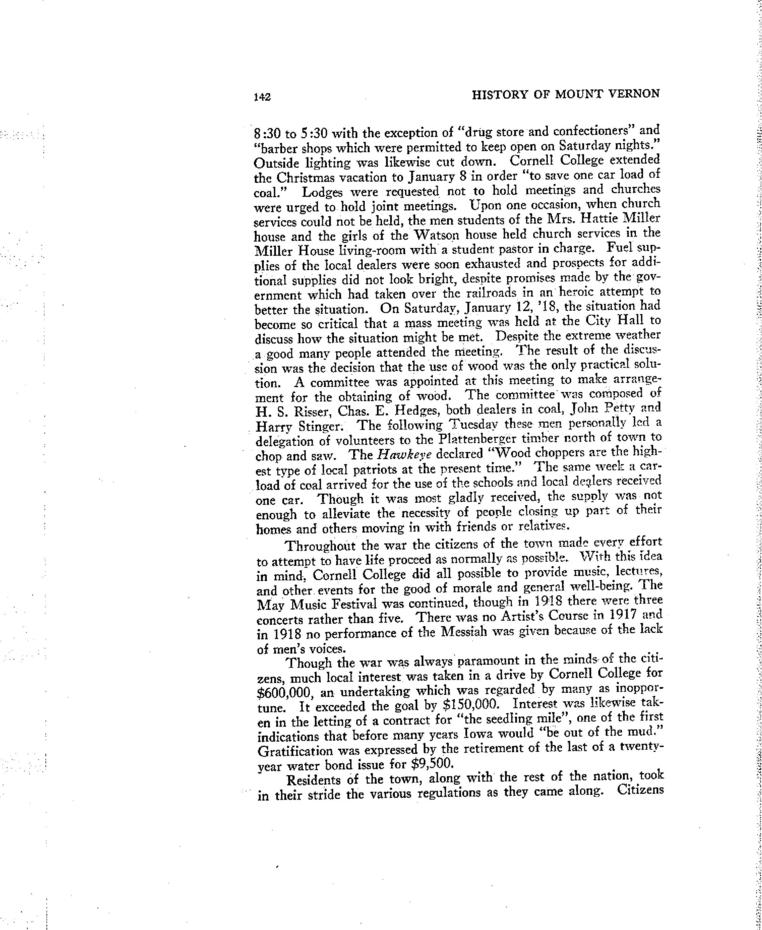 142 HISTORY OF MOUNT VERNON
8:30 to 5:30 with the exception of "drug store and confectioners" and
"barber shops which were permitted to keep open on Saturday nights."
Outside lighting was likewise cut down. Cornell College extended
the Christmas vacation to January 8 in order "to save one car load of
coal." Lodges were requested not to hold meetings and churches
were urged to hold joint meetings. Upon one occasion, when church
services could not be held, the men students of the Mrs. Hattie Miller
house and the girls of the Watson house held church services in the
Miller House living-room with a student pastor in charge. Fuel sup-
plies of the local dealers were soon exhausted and prospects for addi-
tional supplies did not look bright, despite promises made by the gov-
ernment which had taken over the railroads in an heroic attempt to
better the situation. On Saturday, January 12, '18, the situation had
become so critical that a mass meeting was held at the City Hall to
discuss how the situation might be met. Despite the extreme weather
a good many people attended the meeting. The result of the discus-
sion was the decision that the use of wood was the only practical solu-
tion. A committee was appointed at this meeting to make arrange-
ment for the obtaining of wood. The committee was composed of
H. S. Risser, Chas. E. Hedges, both dealers in coal, John Petty and
Harry Stinger. The following Tuesday these men personally led a
delegation of volunteers to the Plattenberger timber north of town to
chop and saw. The Hawkeye declared "Wood choppers are the high-
est type of local patriots at the present time." The same week a car-
load of coal arrived for the use of the schools and local dealers received
one car. Though it was most gladly received, the supply was not
enough to alleviate the necessity of people closing up part of their
homes and others moving in with friends or relatives.
Throughout the war the citizens of the town made every effort
to attempt to have life proceed as normally as possible. With this idea
in mind, Cornell College did all possible to provide music, lectures,
and other events for the good of morale and general well-being. The
May Music Festival was continued, though in 1918 there were three
concerts rather than five. There was no Artist's Course in 1917 and
in 1918 no performance of the Messiah was given because of the lack
of men's voices.
Though the war was always paramount in the minds of the citi-
zens, much local interest was taken in a drive by Cornell College for
$600,000, an undertaking which was regarded by many as inoppor-
tune. It exceeded the goal by $150,000. Interest was likewise tak-
en in the letting of a contract for "the seedling mile", one of the first
indications that before many years Iowa would "be out of the mud."
Gratification was expressed by the retirement of the last of a twenty-
year water bond issue for $9,500.
Residents of the town, along with the rest of the nation, took
in their stride the various regulations as they came along. Citizens